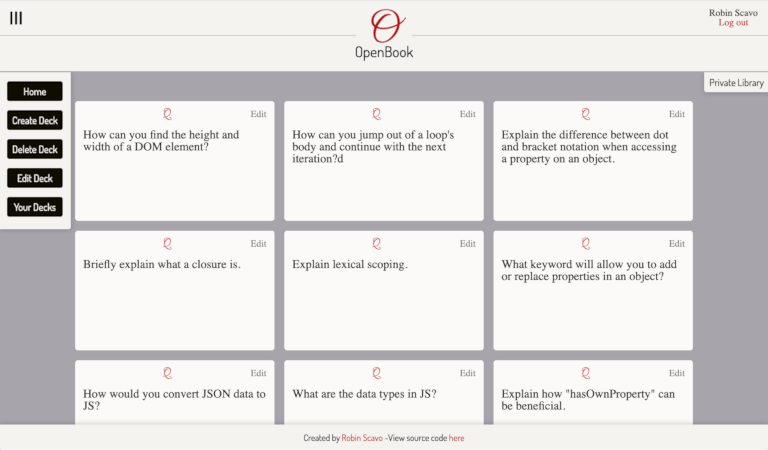 Robin Scavo
Log out
O
OpenBook
Private Library
Home
Create Deck
Delete Deck
Edit Deck
Your Decks
Q Edit
How can you find the height and
width of a DOM element?
Q Edit
How can you jump out of a loop's
body and continue with the next
iteration?d
Q Edit
Explain the difference between dot
and bracket notation when accessing
a property on an object.
Q Edit
Briefly explain what a closure is.
Q Edit
Explain lexical scoping.
Q Edit
What keyword will allow you to add
or replace properties in an object?
Q Edit
How would you convert JSON data to
JS?
Q Edit
What are the data types in JS?
Q Edit
Explain how "hasOwnProperty" can
be beneficial.
Created by Robin Scavo -View source code here